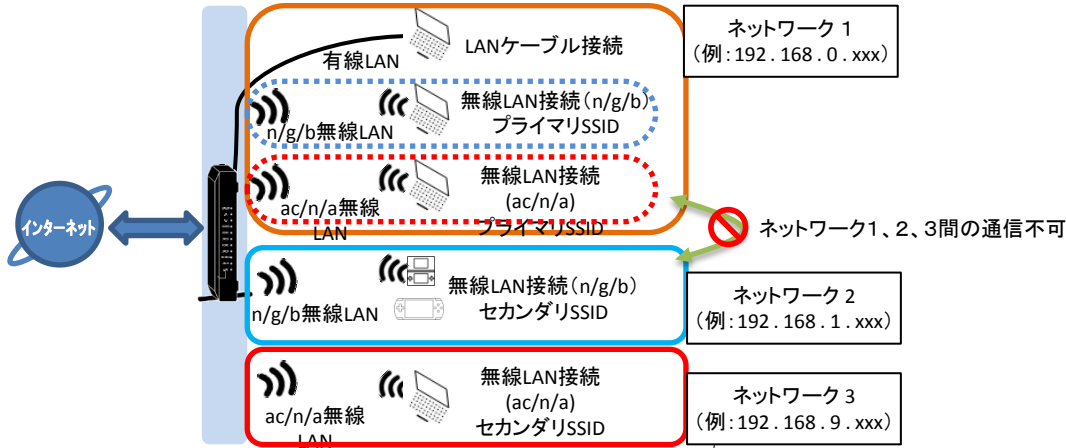 LANケーブル接続
有線LAN
無線LAN接続(n/g/b)
プライマリSSID
n/g/b無線LAN
無線LAN接続
(ac/n/a)
プライマリSSID
ac/n/a無線
LAN
ネットワーク 1
(例:192.168.0.xxx)
インターネット
ネットワーク1、2、3間の通信不可
無線LAN接続(n/g/b)
セカンダリSSID
n/g/b無線LAN
ネットワーク 2
(例:192.168.1.xxx)
無線LAN接続
(ac/n/a)
セカンダリSSID
ac/n/a無線
LAN
ネットワーク 3
(例:192.168.9.xxx)